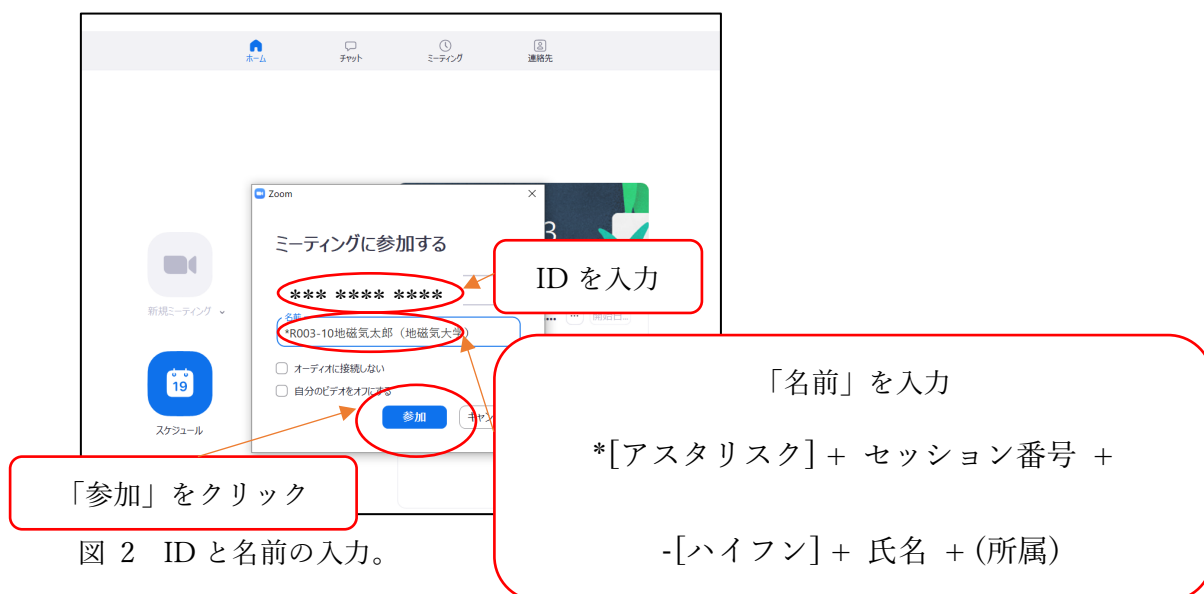 ホーム
チャット
ミーティング
連絡先
Zoom
ミーティングに参加する
*** **** ****
名前
*R003-10地磁気太郎（地磁気大学）
オーディオに接続しない
自分のビデオをオフにする
参加
新規ミーティング
19
スケジュール
3
ID を入力
「名前」を入力
*[アスタリスク] + セッション番号 +
-[ハイフン] + 氏名 + (所属)
「参加」をクリック
図 2 ID と名前の入力。